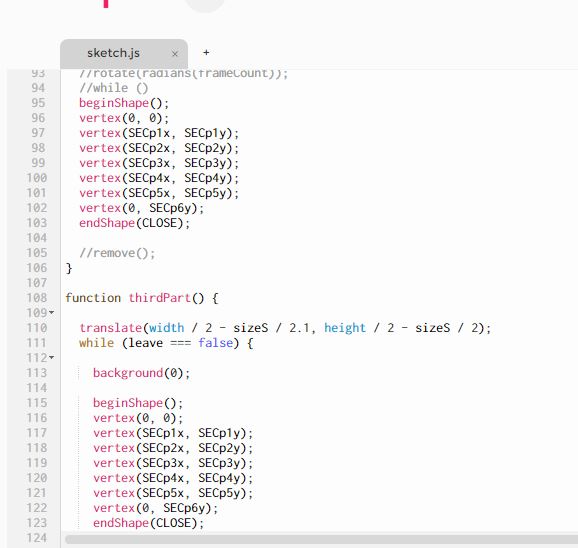 sketch.js × +
93 //rotate(radians(frameCount));
94 //while ()
95 beginShape();
96 vertex(0, 0);
97 vertex(SECp1x, SECp1y);
98 vertex(SECp2x, SECp2y);
99 vertex(SECp3x, SECp3y);
100 vertex(SECp4x, SECp4y);
101 vertex(SECp5x, SECp5y);
102 vertex(0, SECp6y);
103 endShape(CLOSE);
104
105 //remove();
106 }
107
108 function thirdPart() {
109
110 translate(width / 2 - sizeS / 2.1, height / 2 - sizeS / 2);
111 while (leave === false) {
112
113 background(0);
114
115 beginShape();
116 vertex(0, 0);
117 vertex(SECp1x, SECp1y);
118 vertex(SECp2x, SECp2y);
119 vertex(SECp3x, SECp3y);
120 vertex(SECp4x, SECp4y);
121 vertex(SECp5x, SECp5y);
122 vertex(0, SECp6y);
123 endShape(CLOSE);
124